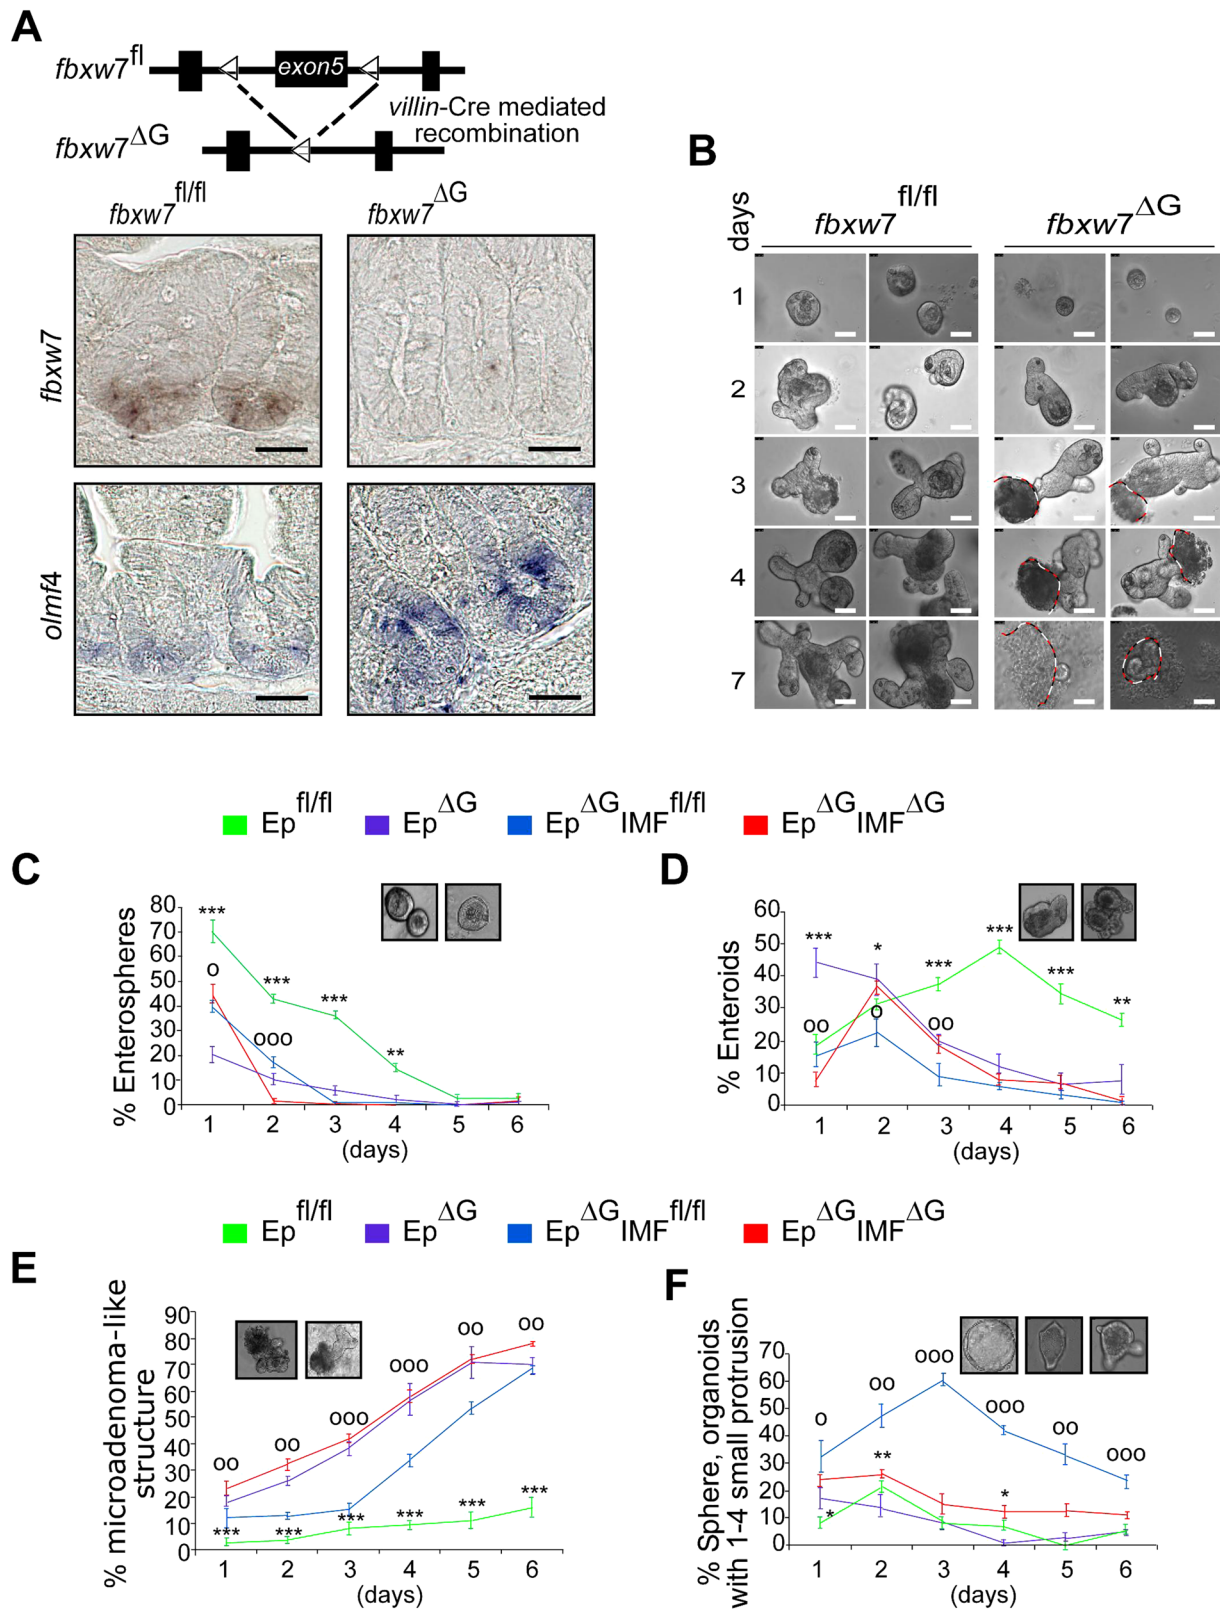 A
fbxw7fl
exon5
villin-Cre mediated
recombination
fbxw7ΔG
fbxw7fl/fl
fbxw7ΔG
fbxw7
olmf4
B
days
fbxw7fl/fl
fbxw7ΔG
1
2
3
4
7
Epfl/fl
EpΔG
EpΔGIMFfl/fl
EpΔGIMFΔG
C
% Enterospheres
80
70
60
50
40
30
20
10
0
***
***
***
**
o
ooo
1 2 3 4 5 6
(days)
D
% Enteroids
60
50
40
30
20
10
0
***
*
***
***
***
**
oo
o
oo
1 2 3 4 5 6
(days)
Epfl/fl
EpΔG
EpΔGIMFfl/fl
EpΔGIMFΔG
E
% microadenoma-like
structure
90
80
70
60
50
40
30
20
10
0
oo
oo
ooo
ooo
oo
oo
***
***
***
***
***
***
1 2 3 4 5 6
(days)
F
% Sphere, organoids
with 1-4 small protrusion
70
60
50
40
30
20
10
0
o
oo
ooo
ooo
oo
ooo
*
**
*
1 2 3 4 5 6
(days)